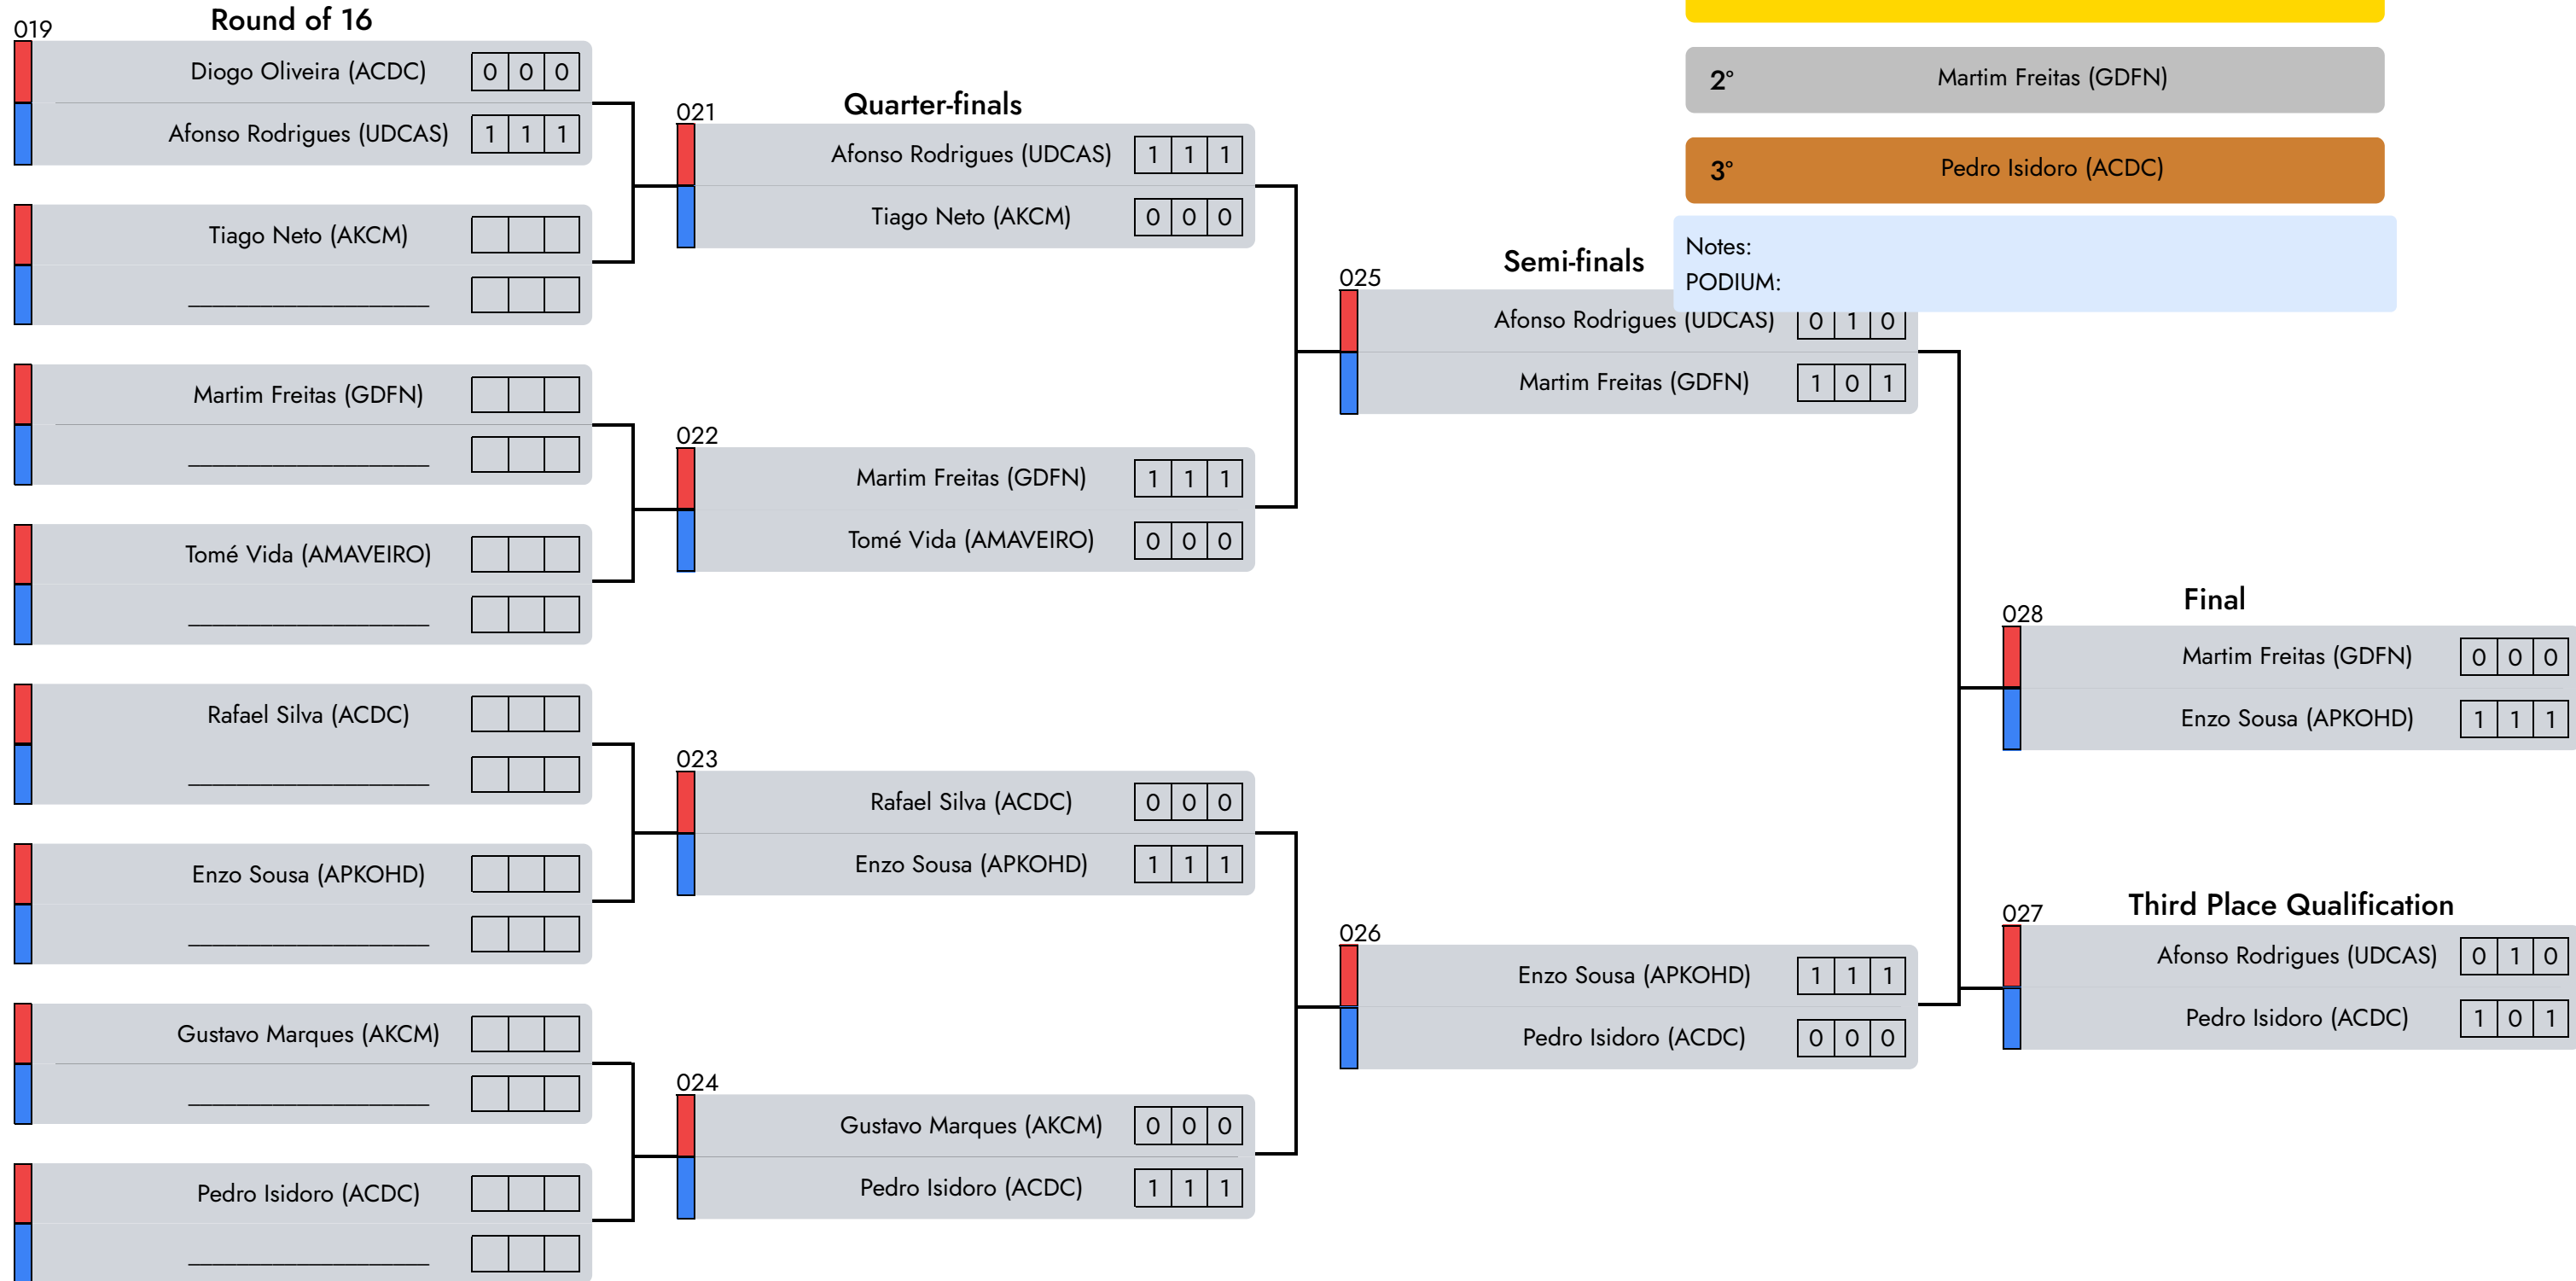 Round of 16
019
Diogo Oliveira (ACDC) 0 0 0
Afonso Rodrigues (UDCAS) 1 1 1
Tiago Neto (AKCM)
Martim Freitas (GDFN)
Tomé Vida (AMAVEIRO)
Rafael Silva (ACDC)
Enzo Sousa (APKOHD)
Gustavo Marques (AKCM)
Pedro Isidoro (ACDC)
Quarter-finals
021
Afonso Rodrigues (UDCAS) 1 1 1
Tiago Neto (AKCM) 0 0 0
022
Martim Freitas (GDFN) 1 1 1
Tomé Vida (AMAVEIRO) 0 0 0
023
Rafael Silva (ACDC) 0 0 0
Enzo Sousa (APKOHD) 1 1 1
024
Gustavo Marques (AKCM) 0 0 0
Pedro Isidoro (ACDC) 1 1 1
Semi-finals
025
Afonso Rodrigues (UDCAS) 0 1 0
Martim Freitas (GDFN) 1 0 1
026
Enzo Sousa (APKOHD) 1 1 1
Pedro Isidoro (ACDC) 0 0 0
2° Martim Freitas (GDFN)
3° Pedro Isidoro (ACDC)
Notes:
PODIUM:
Final
028
Martim Freitas (GDFN) 0 0 0
Enzo Sousa (APKOHD) 1 1 1
Third Place Qualification
027
Afonso Rodrigues (UDCAS) 0 1 0
Pedro Isidoro (ACDC) 1 0 1